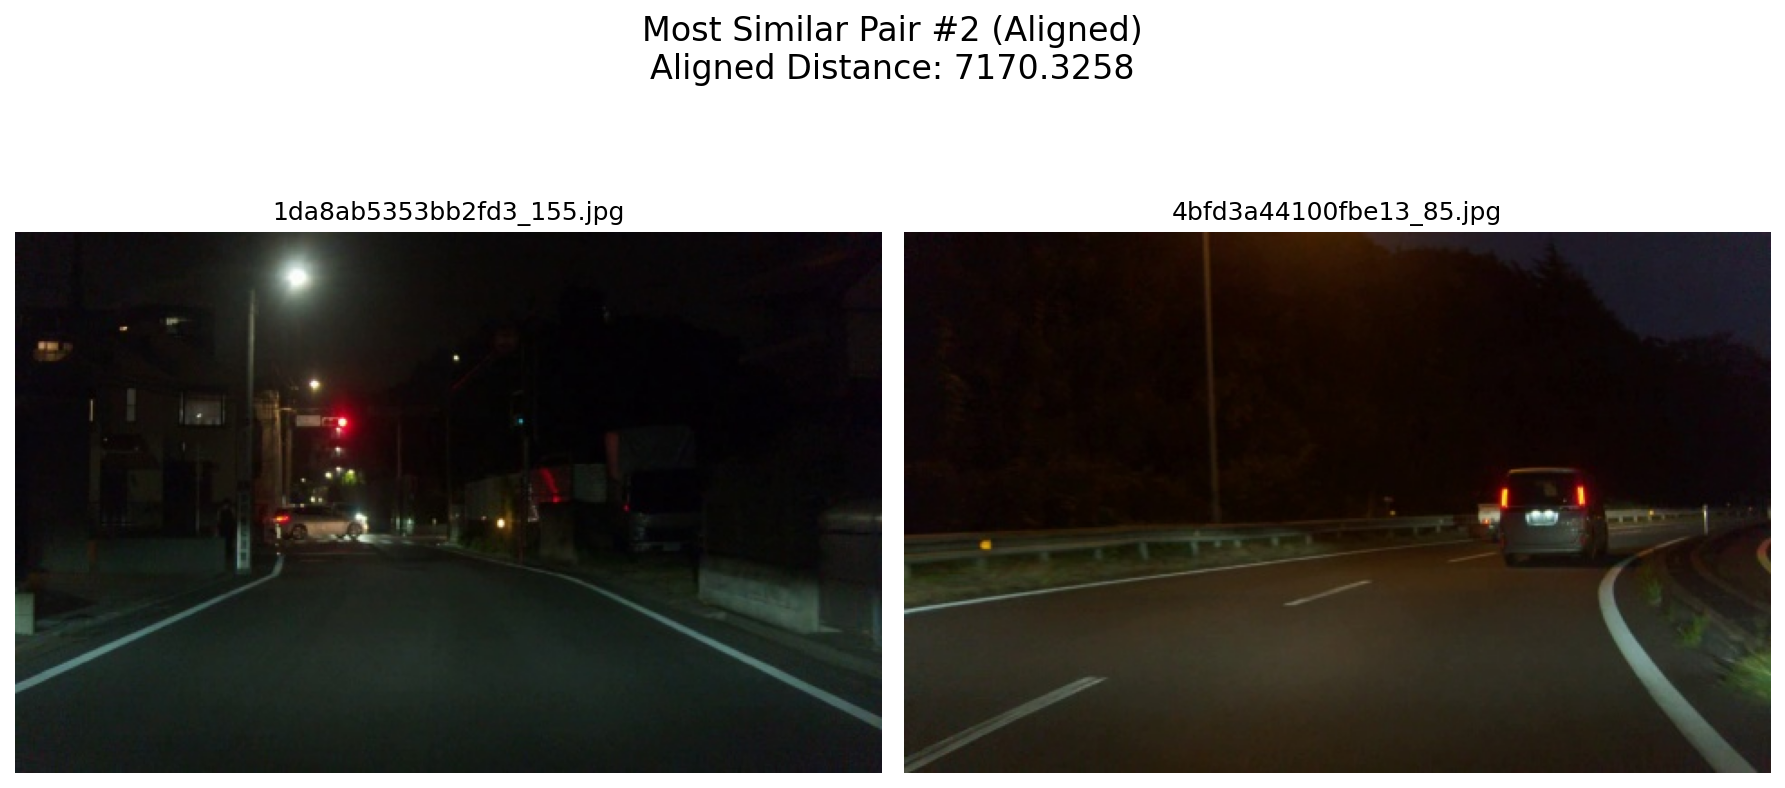 Most Similar Pair #2 (Aligned)
Aligned Distance: 7170.3258
1da8ab5353bb2fd3_155.jpg
4bfd3a44100fbe13_85.jpg